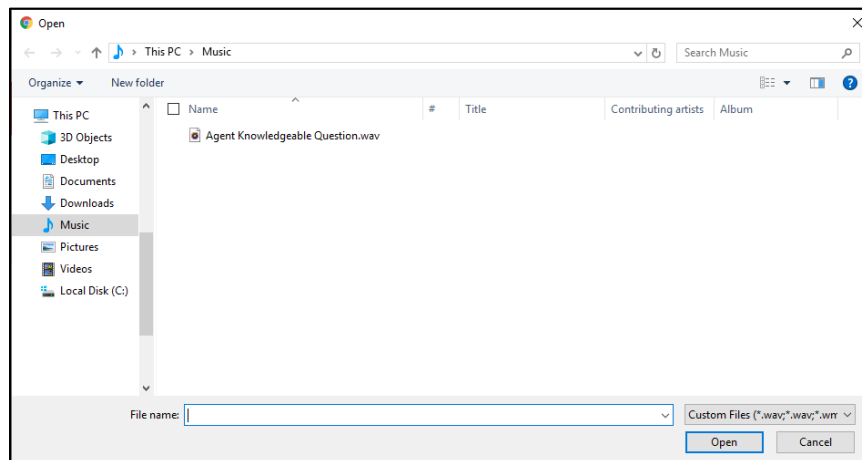 Open
This PC > Music
Search Music
Organize
New folder
?
Name # Title Contributing artists Album
Agent Knowledgeable Question.wav
This PC
3D Objects
Desktop
Documents
Downloads
Music
Pictures
Videos
Local Disk (C:)
File name:
Custom Files (*.wav;*.wav;*.wm
Open
Cancel